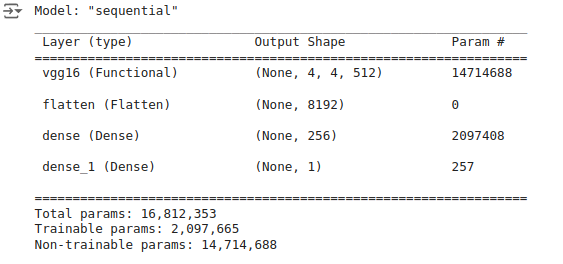 Model: "sequential"
Layer (type) Output Shape Param #
vgg16 (Functional) (None, 4, 4, 512) 14714688
flatten (Flatten) (None, 8192) 0
dense (Dense) (None, 256) 2097408
dense_1 (Dense) (None, 1) 257
Total params: 16,812,353
Trainable params: 2,097,665
Non-trainable params: 14,714,688